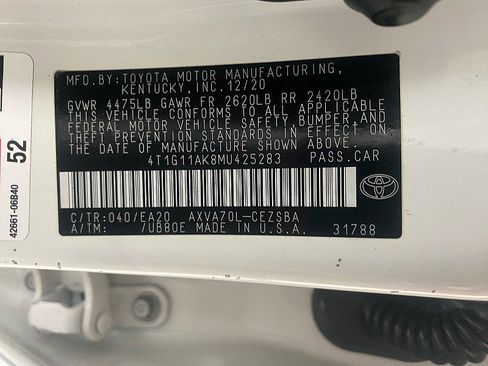 MFD.BY:TOYOTA MOTOR MANUFACTURING,
KENTUCKY, INC. 12/20
GVWR 4475LB GAWR FR 2620LB RR 2420LB
THIS VEHICLE CONFORMS TO ALL APPLICABLE
FEDERAL MOTOR VEHICLE SAFETY, BUMPER, AND
THEFT PREVENTION STANDARDS IN EFFECT ON
THE DATE OF MANUFACTURE SHOWN ABOVE.
4T1G11AK8MU425283 PASS.CAR
C/TR:040/EA20 AXVA70L-CEZSBA
A/TM: /UB80E MADE IN U.S.A. 31788
52
42661-06B40